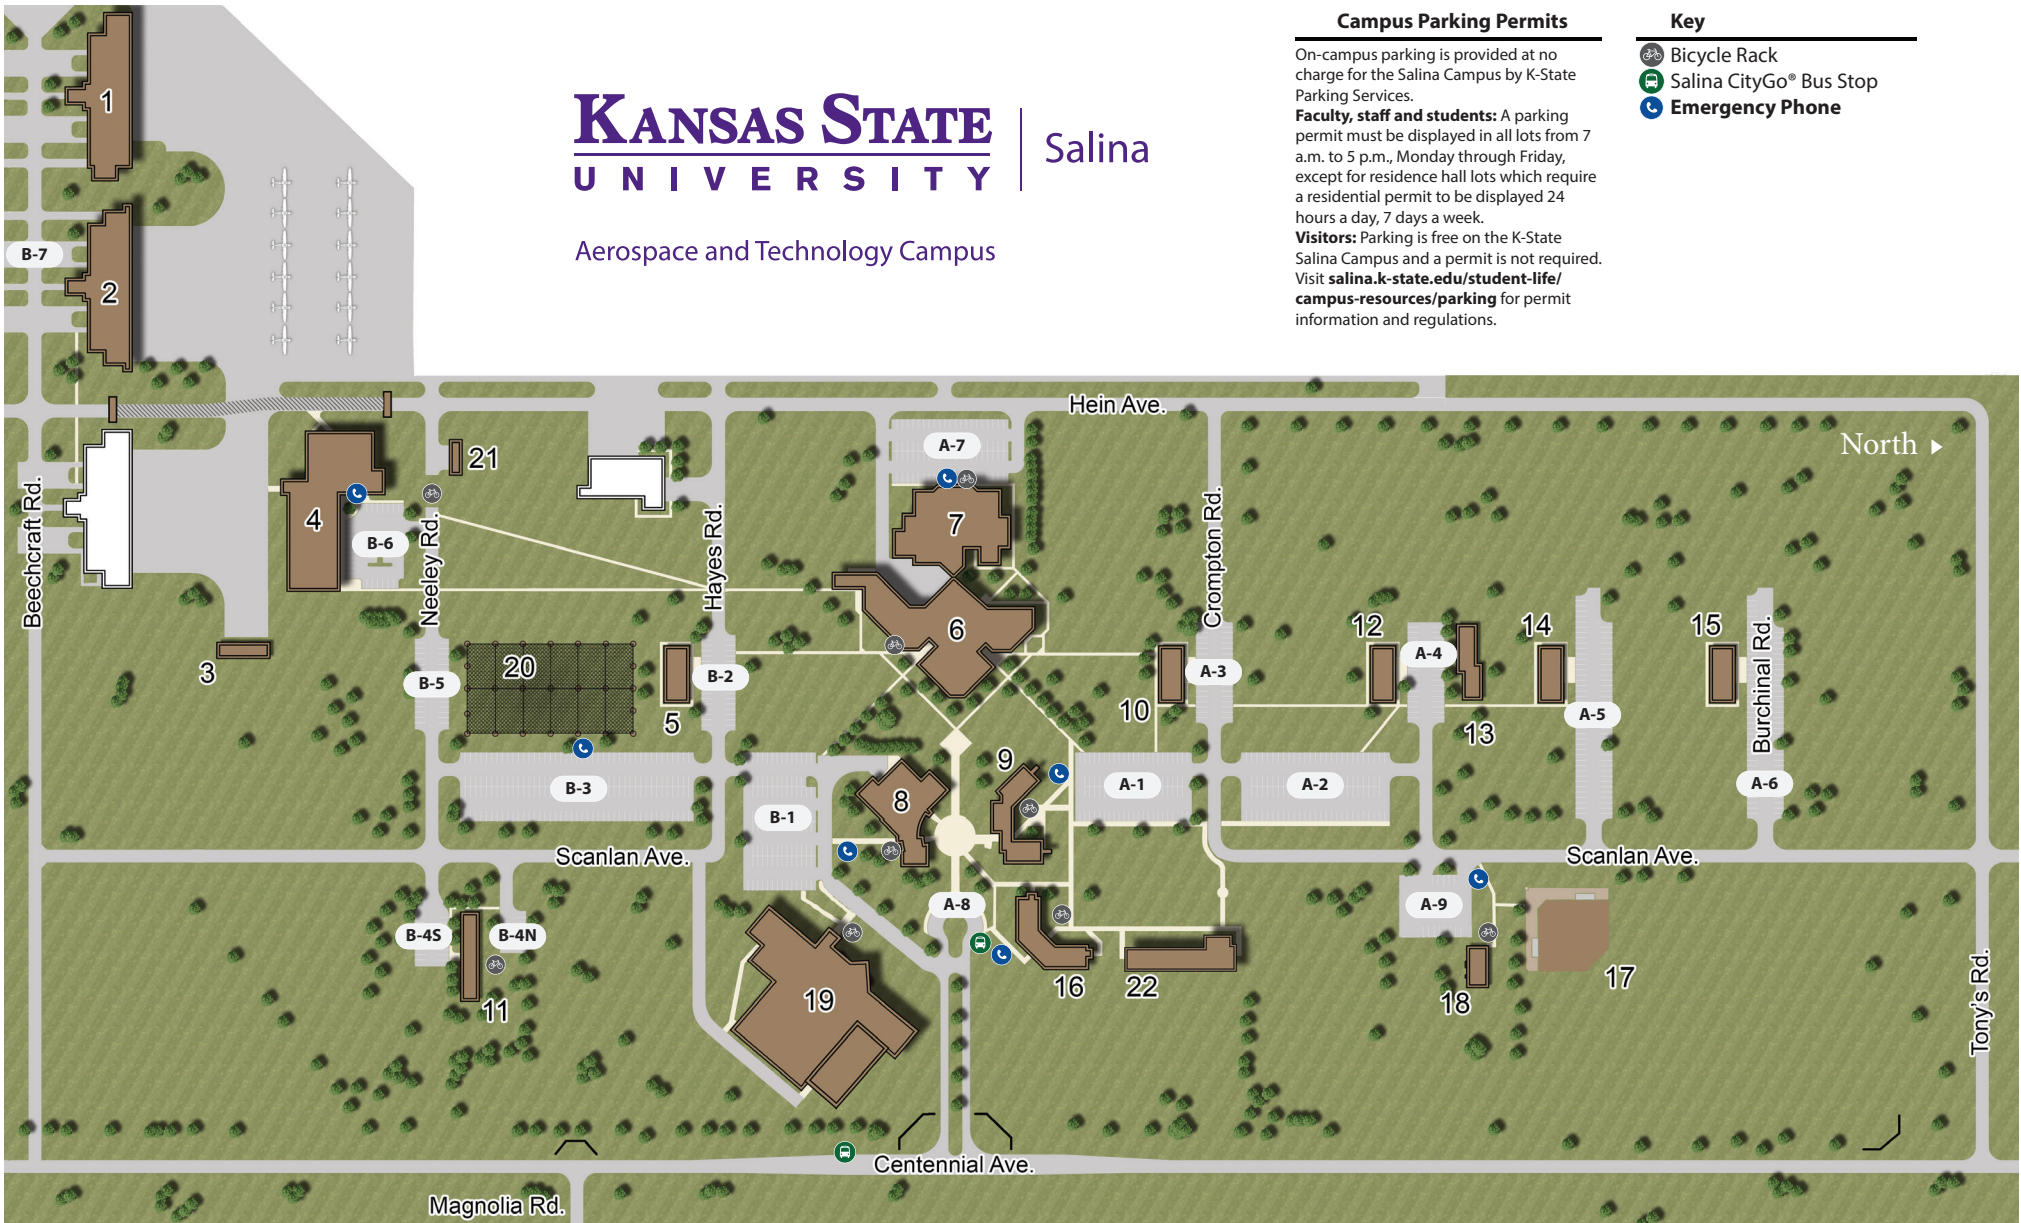 KANSAS STATE
UNIVERSITY
Salina
Aerospace and Technology Campus
Campus Parking Permits
On-campus parking is provided at no
charge for the Salina Campus by K-State
Parking Services.
Faculty, staff and students: A parking
permit must be displayed in all lots from 7
a.m. to 5 p.m., Monday through Friday,
except for residence hall lots which require
a residential permit to be displayed 24
hours a day, 7 days a week.
Visitors: Parking is free on the K-State
Salina Campus and a permit is not required.
Visit salina.k-state.edu/student-life/
campus-resources/parking for permit
information and regulations.
Key
Bicycle Rack
Salina CityGo® Bus Stop
Emergency Phone
1
B-7
2
Hein Ave.
North
A-7
21
4
7
B-6
Beechcraft Rd.
Neeley Rd.
Hayes Rd.
Crompton Rd.
6
12
14
15
3
20
B-5
B-2
A-3
A-4
Burchinal Rd.
5
10
13
A-5
9
B-3
8
A-1
A-2
A-6
B-1
Scanlan Ave.
Scanlan Ave.
A-8
A-9
B-4S
B-4N
17
11
19
16
22
18
Tony's Rd.
Centennial Ave.
Magnolia Rd.